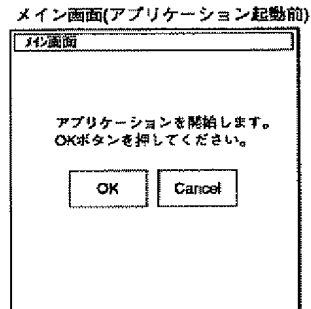 メイン画面(アプリケーション起動前)
メイン画面
アプリケーションを開始します。
OKボタンを押してください。
OK
Cancel